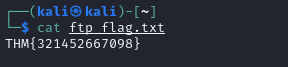 ┌──(kali㉿kali)-[~]
└─$ cat ftp_flag.txt
THM{321452667098}